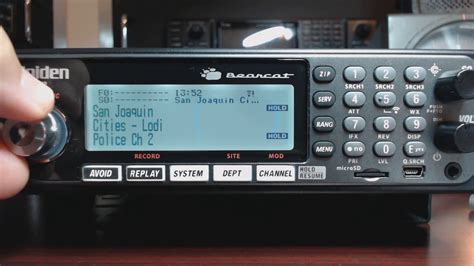 niden
Bearcat
F0:-------- 13:52
S0:-------- San Joaquin Ci...
San Joaquin HOLD
Cities - Lodi
Police Ch 2 HOLD
RECORD SITE MOD
AVOID REPLAY SYSTEM DEPT CHANNEL HOLD RESUME
ZIP 1 2 3
SRCH1 SRCH2 SRCH3
SERV 4 5 6
ATT WX
RANG 7 8 9
IFX DISP
MENU . 0 E
PRI Q.SRCH
microSD
SQ
VOL